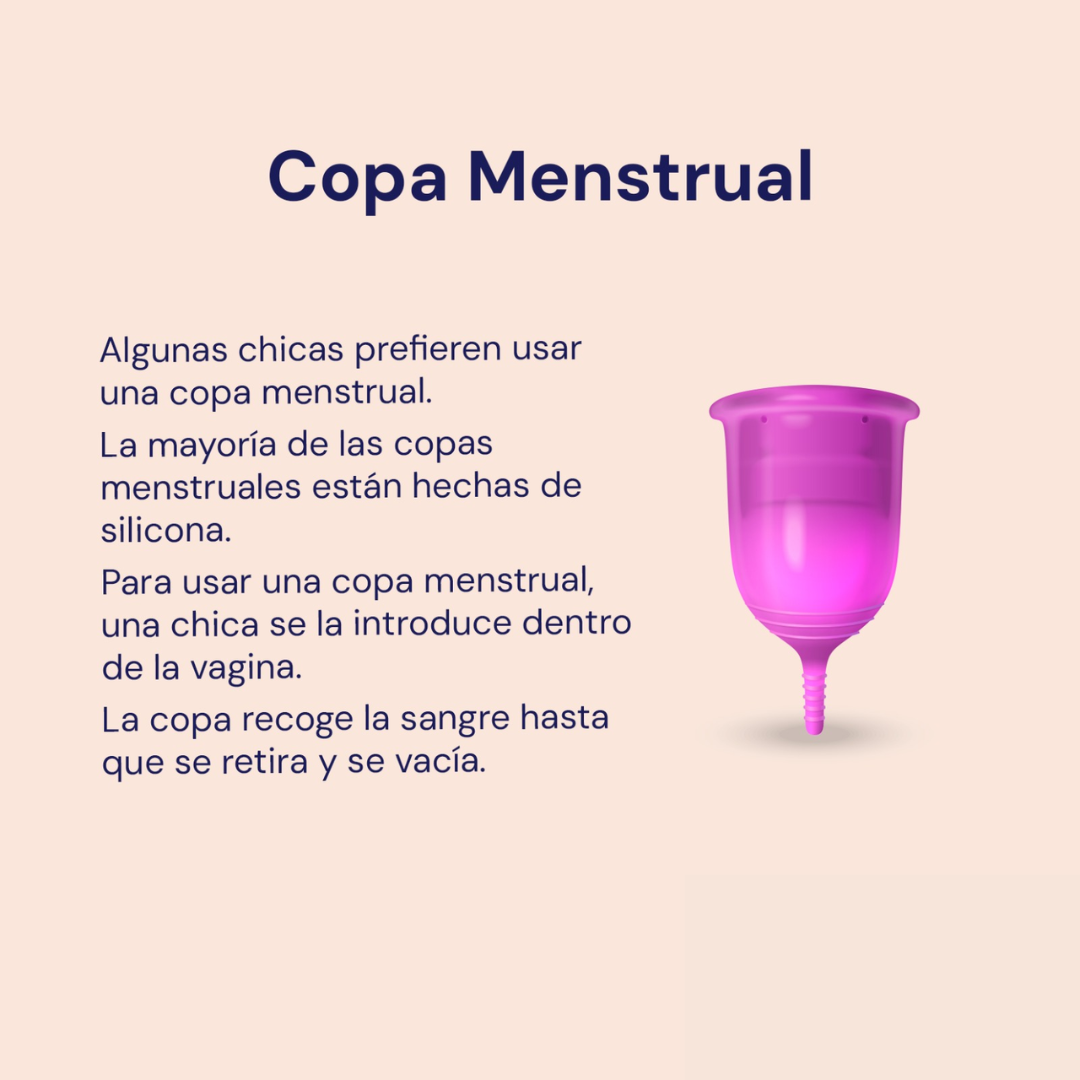 Copa Menstrual
Algunas chicas prefieren usar
una copa menstrual.
La mayoría de las copas
menstruales están hechas de
silicona.
Para usar una copa menstrual,
una chica se la introduce dentro
de la vagina.
La copa recoge la sangre hasta
que se retira y se vacía.